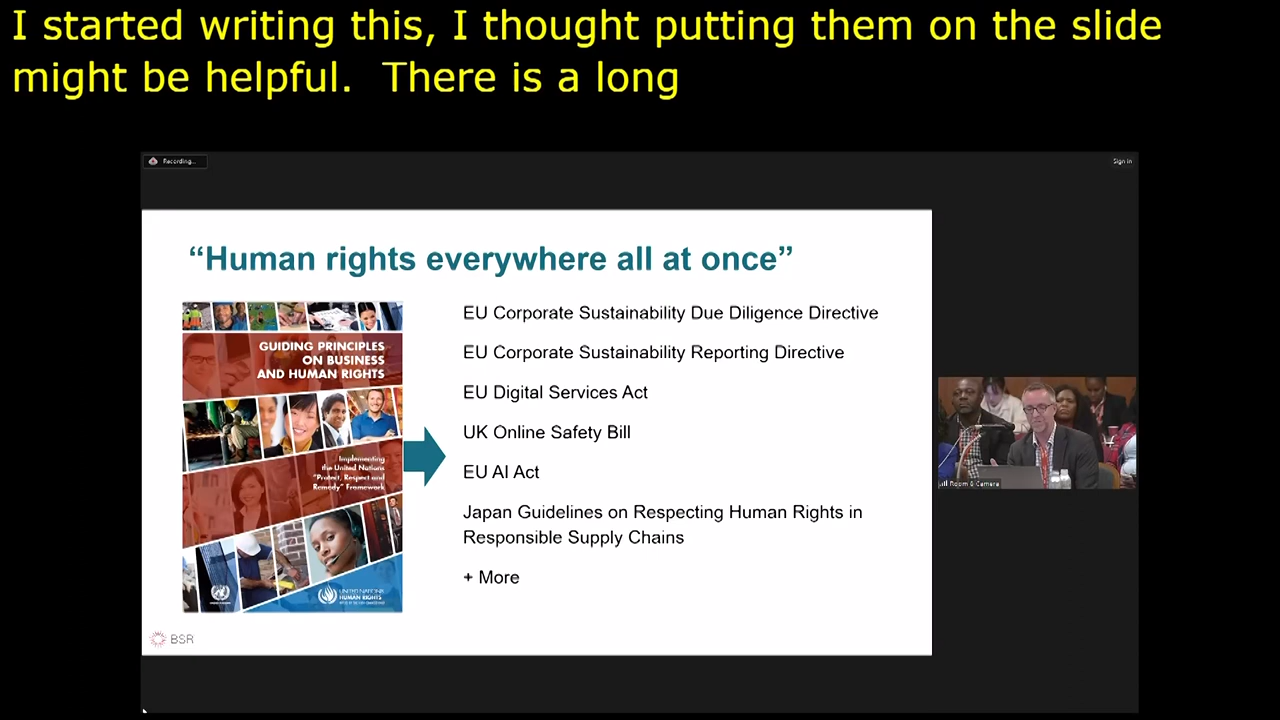 I started writing this, I thought putting them on the slide
might be helpful.  There is a long
Recording...
Sign in
“Human rights everywhere all at once”
GUIDING PRINCIPLES
ON BUSINESS
AND HUMAN RIGHTS
Implementing
the United Nations
“Protect, Respect and
Remedy” Framework
UNITED NATIONS
HUMAN RIGHTS
EU Corporate Sustainability Due Diligence Directive
EU Corporate Sustainability Reporting Directive
EU Digital Services Act
UK Online Safety Bill
EU AI Act
Japan Guidelines on Respecting Human Rights in
Responsible Supply Chains
+ More
BSR
Room 6 Camera